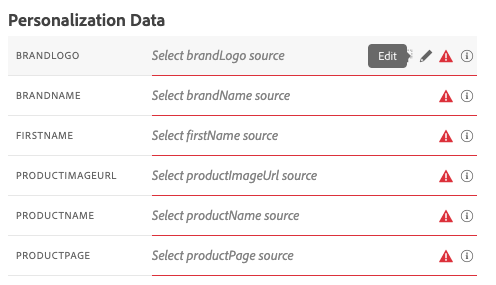 Personalization Data
BRANDLOGO Select brandLogo source Edit
BRANDNAME Select brandName source
FIRSTNAME Select firstName source
PRODUCTIMAGEURL Select productImageUrl source
PRODUCTNAME Select productName source
PRODUCTPAGE Select productPage source